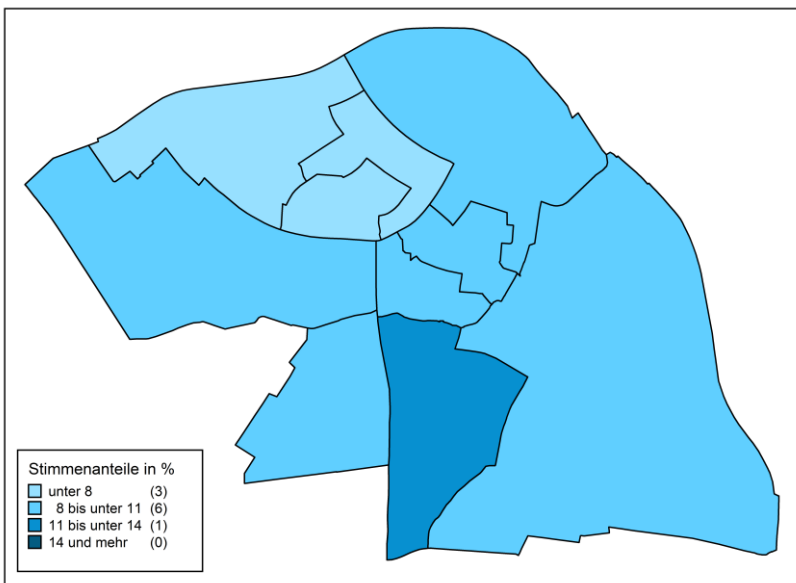 Stimmenanteile in %
unter 8 (3)
8 bis unter 11 (6)
11 bis unter 14 (1)
14 und mehr (0)